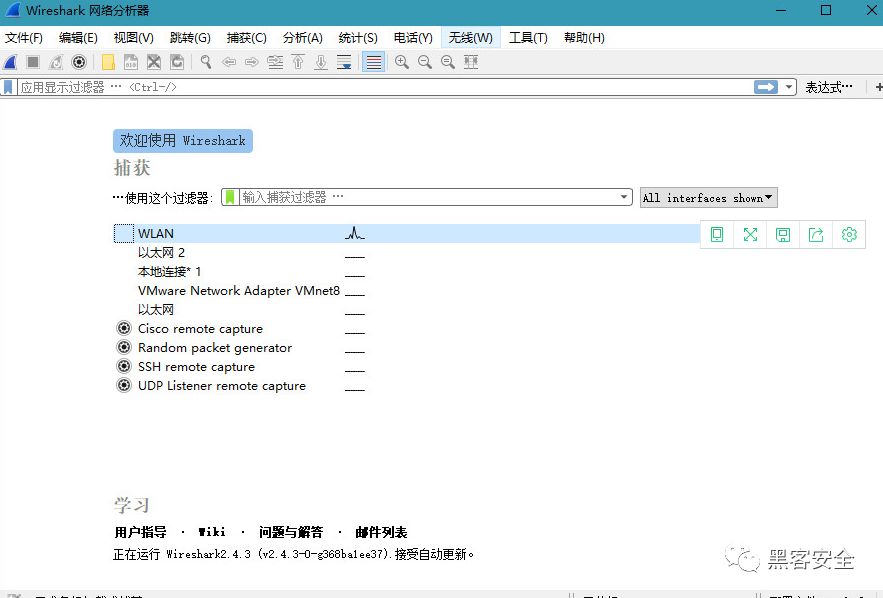 Wireshark 网络分析器
文件(F) 编辑(E) 视图(V) 跳转(G) 捕获(C) 分析(A) 统计(S) 电话(Y) 无线(W) 工具(T) 帮助(H)
应用显示过滤器 … <Ctrl-/> 表达式…
欢迎使用 Wireshark
捕获
…使用这个过滤器: 输入捕获过滤器 … All interfaces shown
WLAN
以太网 2
本地连接* 1
VMware Network Adapter VMnet8
以太网
Cisco remote capture
Random packet generator
SSH remote capture
UDP Listener remote capture
学习
用户指导 · Wiki · 问题与解答 · 邮件列表
正在运行 Wireshark2.4.3 (v2.4.3-0-g368ba1ee37).接受自动更新。
黑客安全